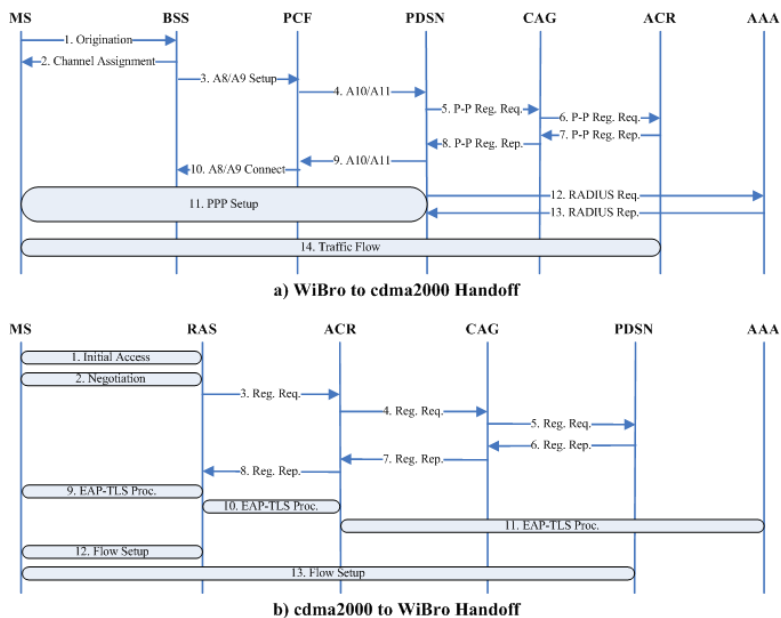 MS BSS PCF PDSN CAG ACR AAA
1. Origination
2. Channel Assignment
3. A8/A9 Setup
4. A10/A11
5. P-P Reg. Req.
6. P-P Reg. Req.
7. P-P Reg. Rep.
8. P-P Reg. Rep.
9. A10/A11
10. A8/A9 Connect
11. PPP Setup
12. RADIUS Req.
13. RADIUS Rep.
14. Traffic Flow
a) WiBro to cdma2000 Handoff
MS RAS ACR CAG PDSN AAA
1. Initial Access
2. Negotiation
3. Reg. Req.
4. Reg. Req.
5. Reg. Req.
6. Reg. Rep.
7. Reg. Rep.
8. Reg. Rep.
9. EAP-TLS Proc.
10. EAP-TLS Proc.
11. EAP-TLS Proc.
12. Flow Setup
13. Flow Setup
b) cdma2000 to WiBro Handoff